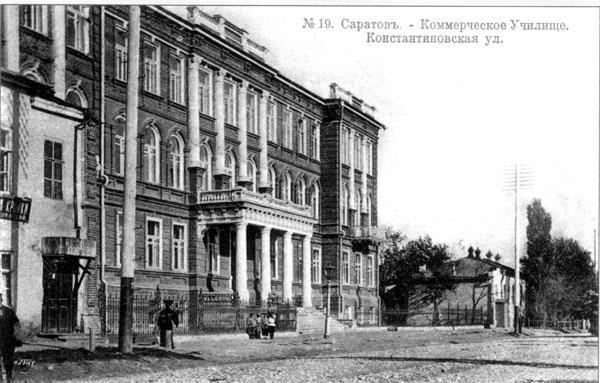 № 19. Саратовъ. - Коммерческое Училище.
Константиновская ул.